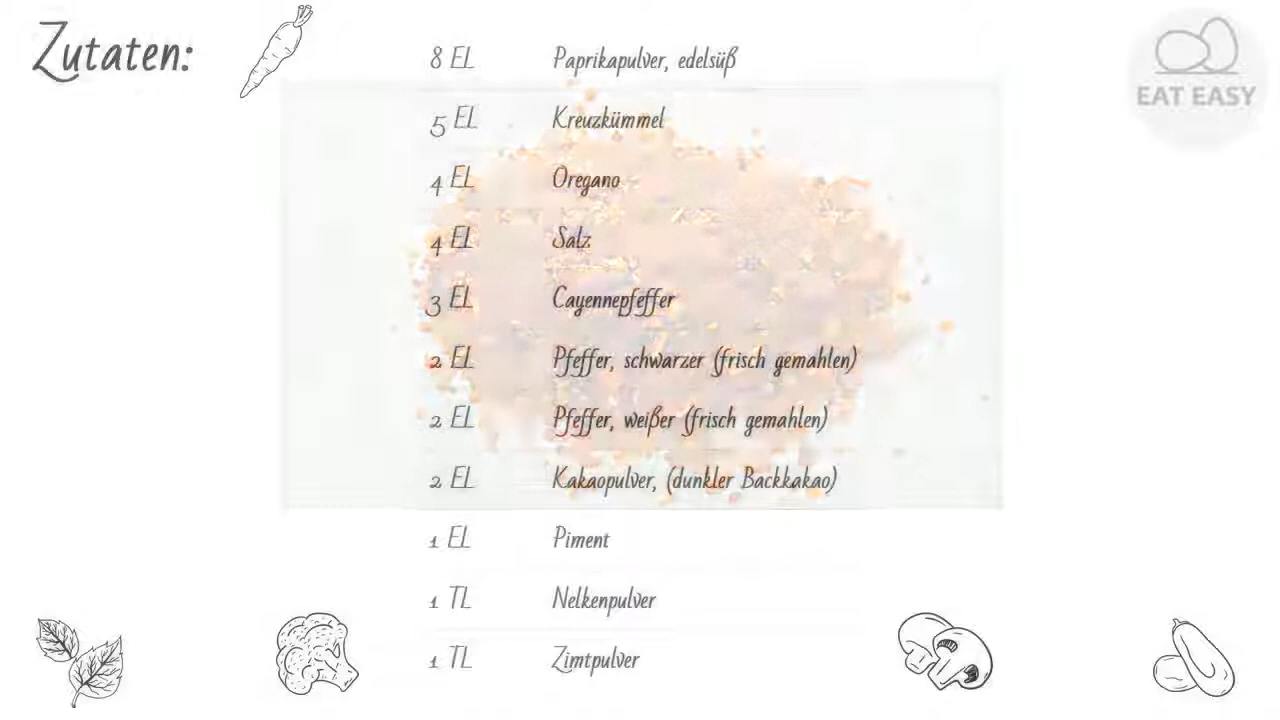 Zutaten:
EAT EASY
8 EL Paprikapulver, edelsüß
5 EL Kreuzkümmel
4 EL Oregano
4 EL Salz
3 EL Cayennepfeffer
2 EL Pfeffer, schwarzer (frisch gemahlen)
2 EL Pfeffer, weißer (frisch gemahlen)
2 EL Kakaopulver, (dunkler Backkakao)
1 EL Piment
1 TL Nelkenpulver
1 TL Zimtpulver